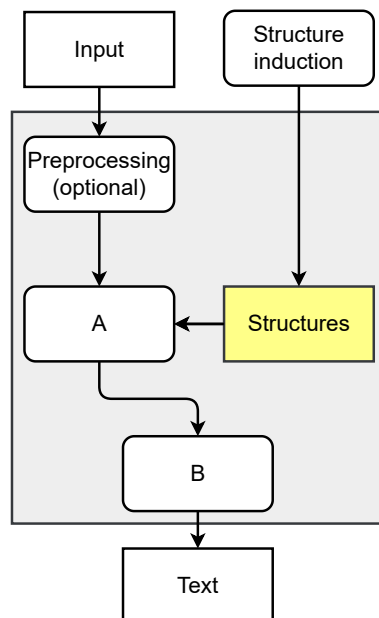 Input
Structure
induction
Preprocessing
(optional)
A
Structures
B
Text